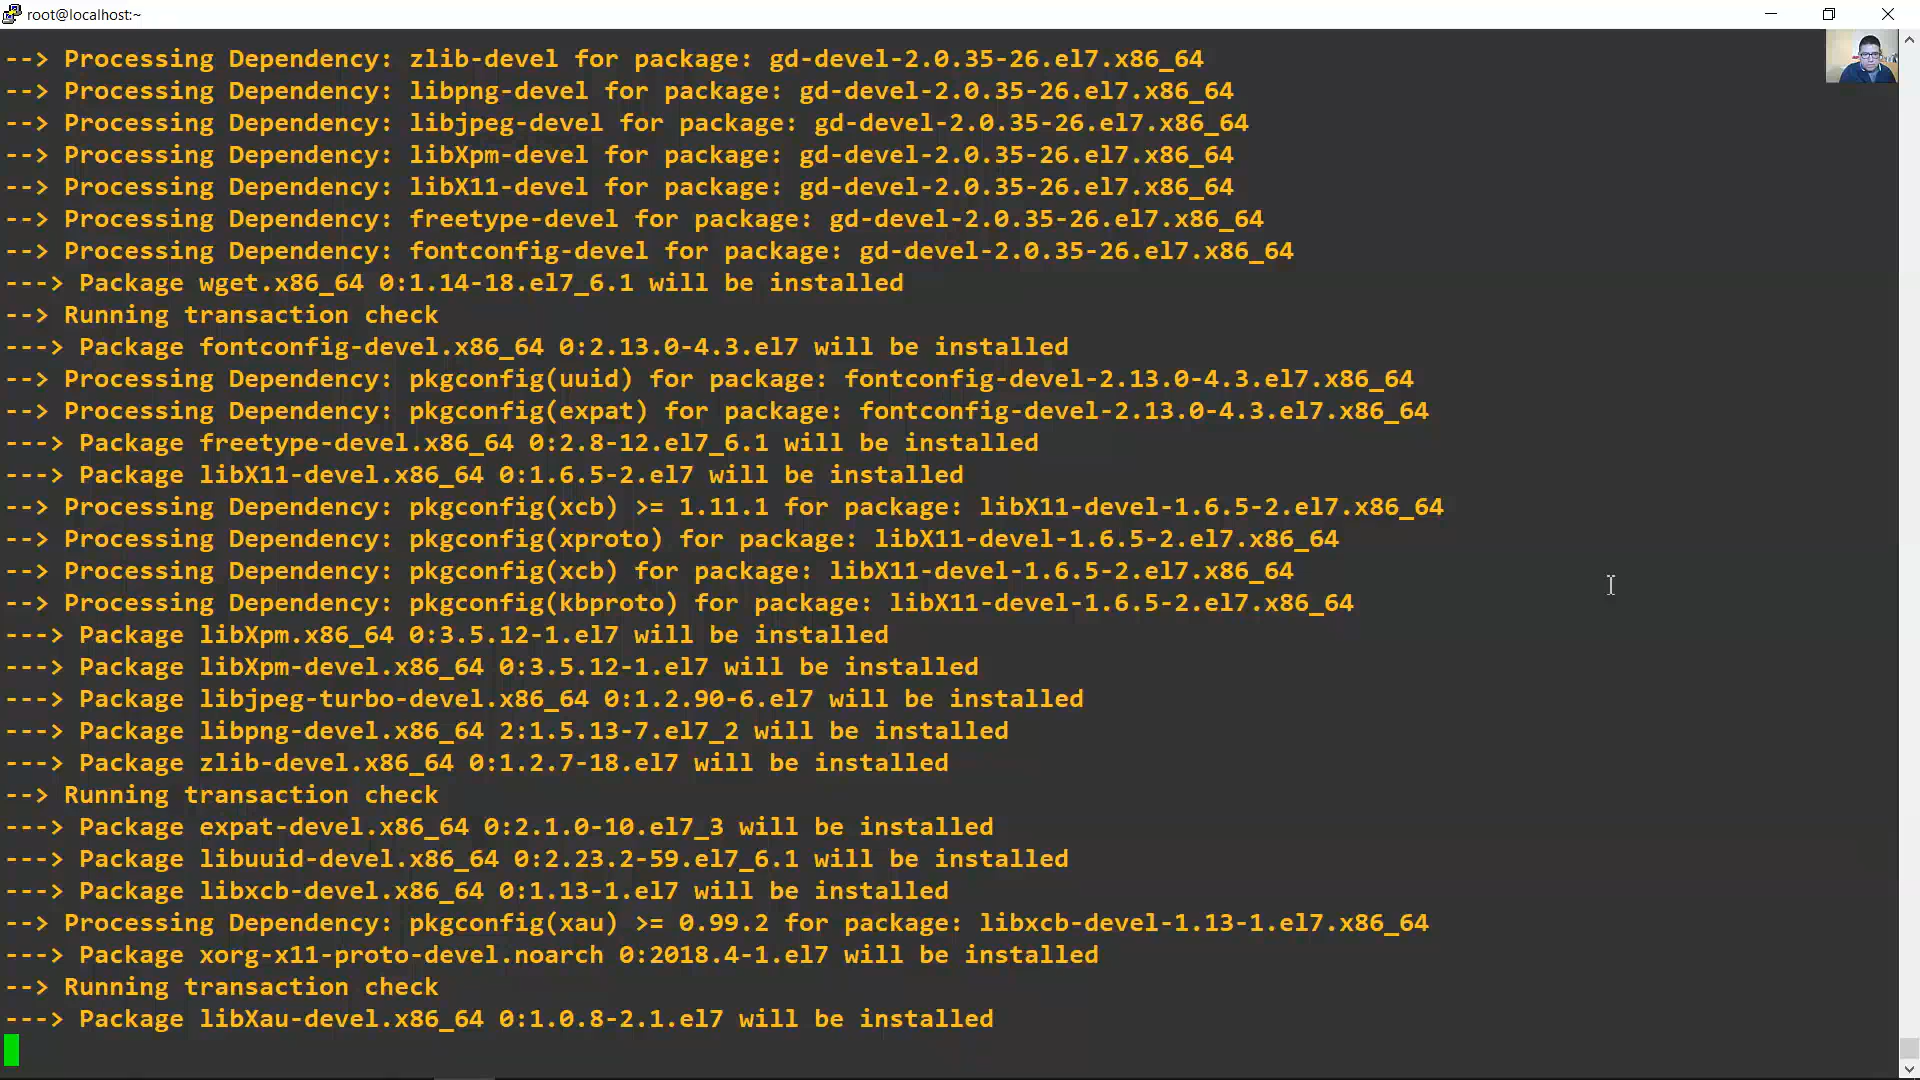 root@localhost:~
--> Processing Dependency: zlib-devel for package: gd-devel-2.0.35-26.el7.x86_64
--> Processing Dependency: libpng-devel for package: gd-devel-2.0.35-26.el7.x86_64
--> Processing Dependency: libjpeg-devel for package: gd-devel-2.0.35-26.el7.x86_64
--> Processing Dependency: libXpm-devel for package: gd-devel-2.0.35-26.el7.x86_64
--> Processing Dependency: libX11-devel for package: gd-devel-2.0.35-26.el7.x86_64
--> Processing Dependency: freetype-devel for package: gd-devel-2.0.35-26.el7.x86_64
--> Processing Dependency: fontconfig-devel for package: gd-devel-2.0.35-26.el7.x86_64
---> Package wget.x86_64 0:1.14-18.el7_6.1 will be installed
--> Running transaction check
---> Package fontconfig-devel.x86_64 0:2.13.0-4.3.el7 will be installed
--> Processing Dependency: pkgconfig(uuid) for package: fontconfig-devel-2.13.0-4.3.el7.x86_64
--> Processing Dependency: pkgconfig(expat) for package: fontconfig-devel-2.13.0-4.3.el7.x86_64
---> Package freetype-devel.x86_64 0:2.8-12.el7_6.1 will be installed
---> Package libX11-devel.x86_64 0:1.6.5-2.el7 will be installed
--> Processing Dependency: pkgconfig(xcb) >= 1.11.1 for package: libX11-devel-1.6.5-2.el7.x86_64
--> Processing Dependency: pkgconfig(xproto) for package: libX11-devel-1.6.5-2.el7.x86_64
--> Processing Dependency: pkgconfig(xcb) for package: libX11-devel-1.6.5-2.el7.x86_64
--> Processing Dependency: pkgconfig(kbproto) for package: libX11-devel-1.6.5-2.el7.x86_64
---> Package libXpm.x86_64 0:3.5.12-1.el7 will be installed
---> Package libXpm-devel.x86_64 0:3.5.12-1.el7 will be installed
---> Package libjpeg-turbo-devel.x86_64 0:1.2.90-6.el7 will be installed
---> Package libpng-devel.x86_64 2:1.5.13-7.el7_2 will be installed
---> Package zlib-devel.x86_64 0:1.2.7-18.el7 will be installed
--> Running transaction check
---> Package expat-devel.x86_64 0:2.1.0-10.el7_3 will be installed
---> Package libuuid-devel.x86_64 0:2.23.2-59.el7_6.1 will be installed
---> Package libxcb-devel.x86_64 0:1.13-1.el7 will be installed
--> Processing Dependency: pkgconfig(xau) >= 0.99.2 for package: libxcb-devel-1.13-1.el7.x86_64
---> Package xorg-x11-proto-devel.noarch 0:2018.4-1.el7 will be installed
--> Running transaction check
---> Package libXau-devel.x86_64 0:1.0.8-2.1.el7 will be installed